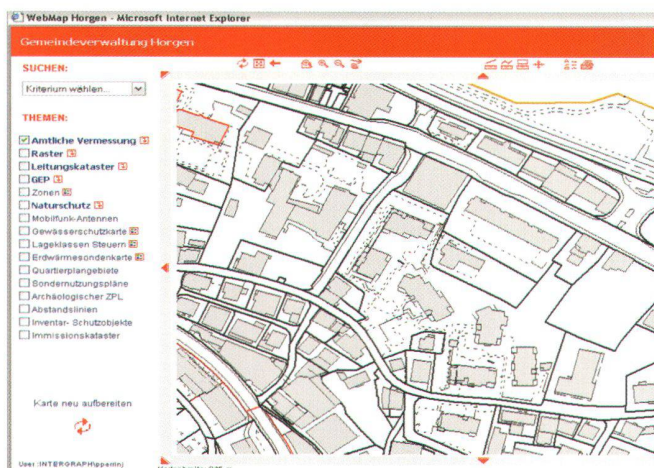 WebMap Horgen - Microsoft Internet Explorer
Gemeindeverwaltung Horgen
SUCHEN:
Kriterium wählen...
THEMEN:
Amtliche Vermessung
Raster
Leitungskataster
GEP
Zonen
Naturschutz
Mobilfunk-Antennen
Gewässerschutzkarte
Lageklassen Steuern
Erdwärmesondenkarte
Quartierplangebiete
Sondernutzungspläne
Archäologischer ZPL
Abstandslinien
Inventar- Schutzobjekte
Immissionskataster
Karte neu aufbereiten
User: